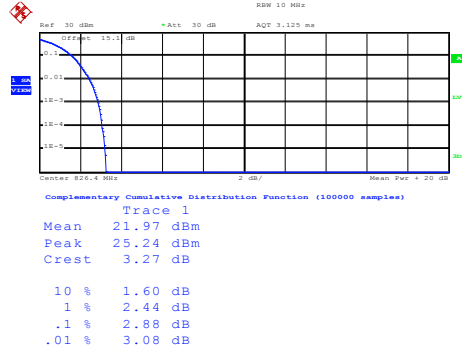 RBW 10 MHz
Ref 30 dBm *Att 30 dB AQT 3.125 ms
Offset 15.1 dB
0.1
A
0.01
1 SA
VIEW
1E-3
LV
1E-4
1E-5
3D
Center 826.4 MHz 2 dB/ Mean Pwr + 20 dB
Complementary Cumulative Distribution Function (100000 samples)
Trace 1
Mean 21.97 dBm
Peak 25.24 dBm
Crest 3.27 dB
10 % 1.60 dB
1 % 2.44 dB
.1 % 2.88 dB
.01 % 3.08 dB